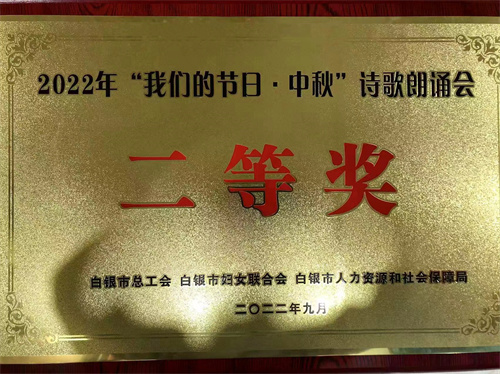 2022年“我们的节日·中秋”诗歌朗诵会
二等奖
白银市总工会 白银市妇女联合会 白银市人力资源和社会保障局
二〇二二年九月